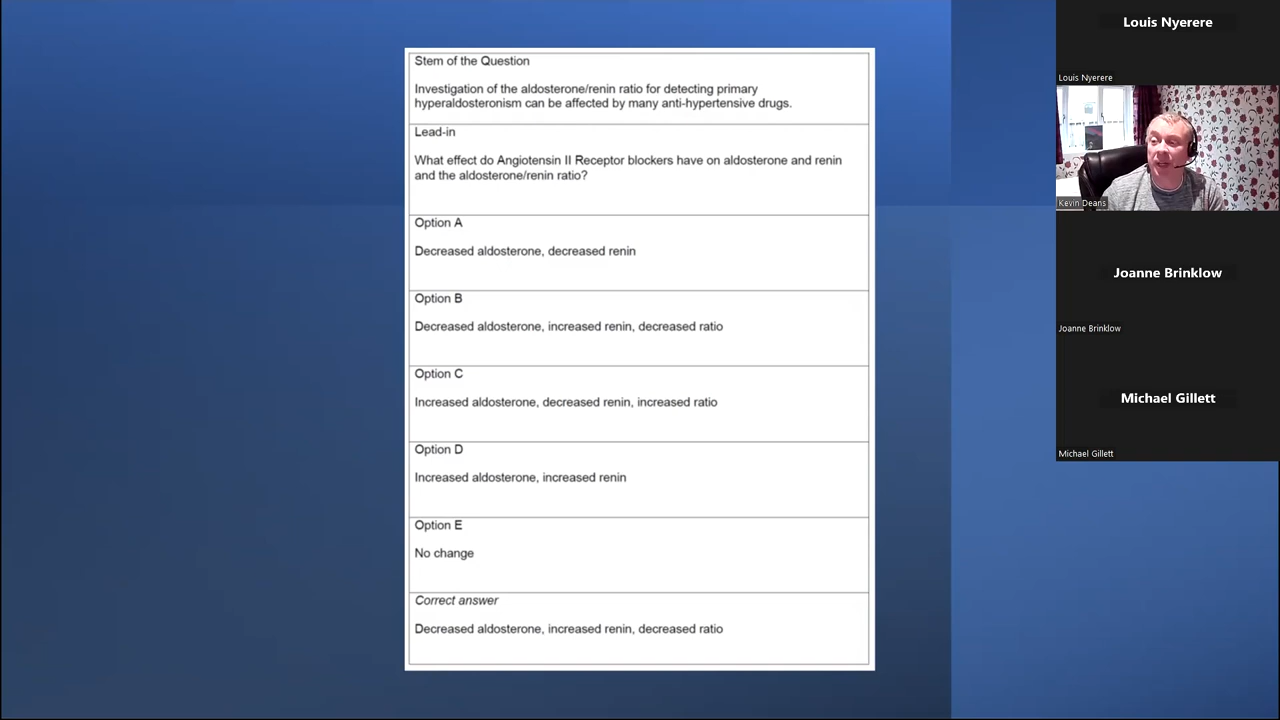 Stem of the Question
Investigation of the aldosterone/renin ratio for detecting primary
hyperaldosteronism can be affected by many anti-hypertensive drugs.
Lead-in
What effect do Angiotensin II Receptor blockers have on aldosterone and renin
and the aldosterone/renin ratio?
Option A
Decreased aldosterone, decreased renin
Option B
Decreased aldosterone, increased renin, decreased ratio
Option C
Increased aldosterone, decreased renin, increased ratio
Option D
Increased aldosterone, increased renin
Option E
No change
Correct answer
Decreased aldosterone, increased renin, decreased ratio
Louis Nyerere
Louis Nyerere
Kevin Deans
Joanne Brinklow
Joanne Brinklow
Michael Gillett
Michael Gillett